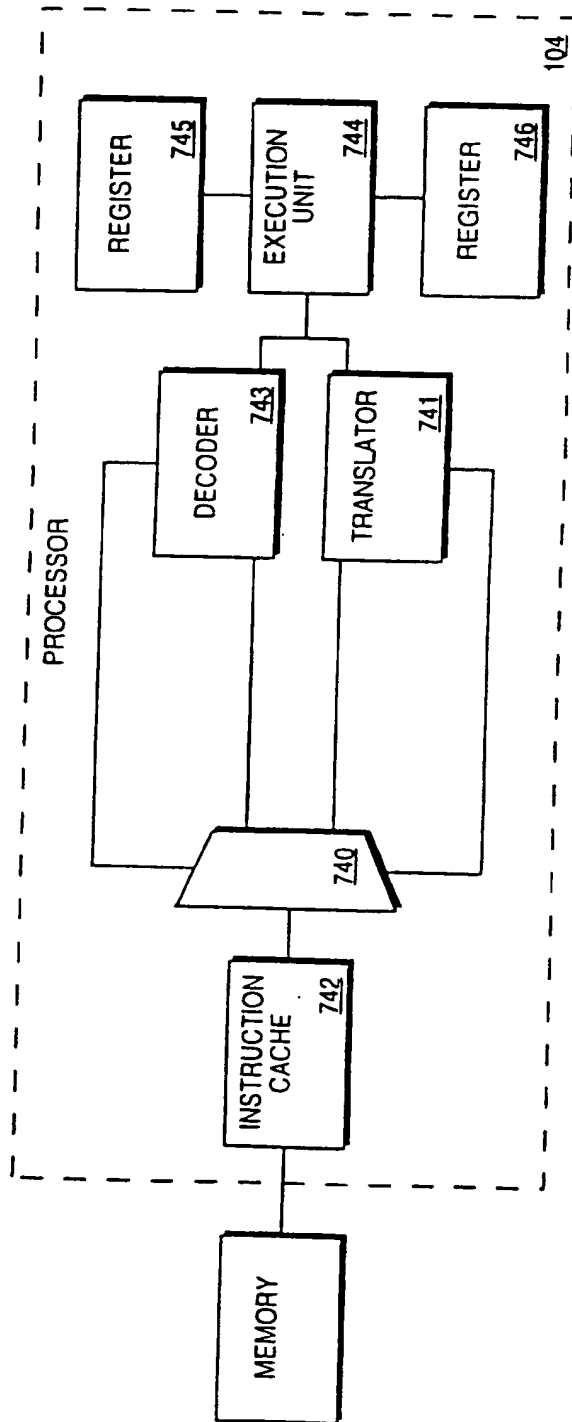 PROCESSOR
MEMORY
INSTRUCTION
CACHE
742
740
DECODER
743
TRANSLATOR
741
REGISTER
745
EXECUTION
UNIT
744
REGISTER
746
104